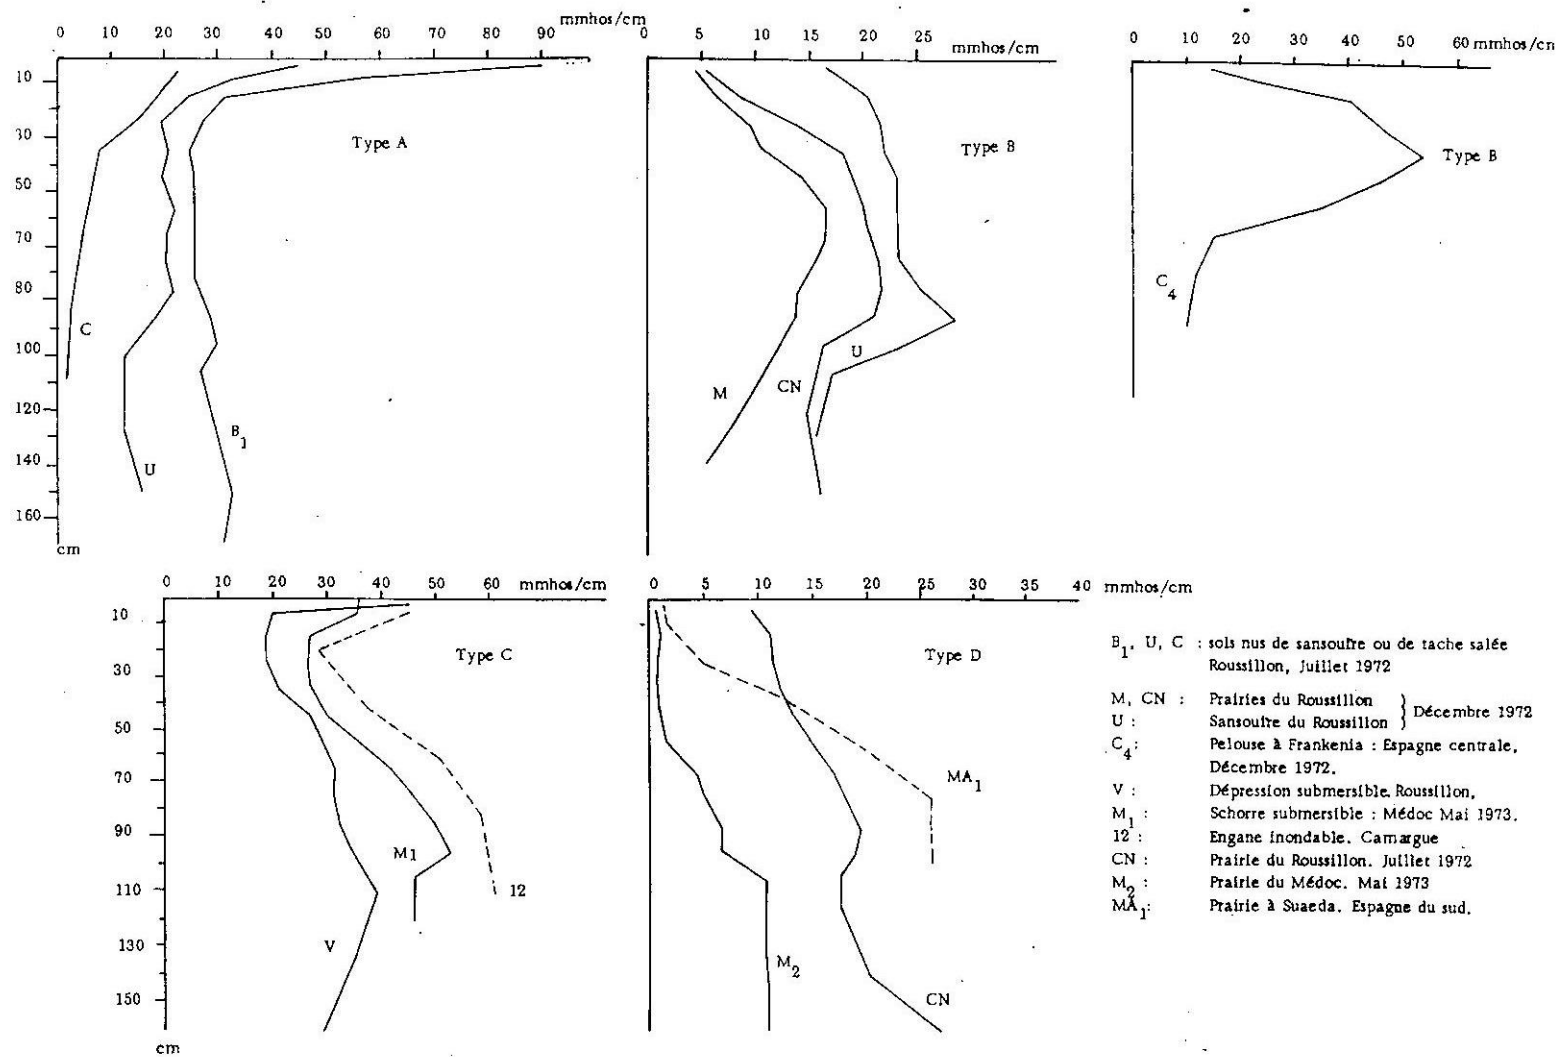 0 10 20 30 40 50 60 70 80 90 mmhos/cm
10
30
50
70
80
100
120
140
160
cm
Type A
C
U
B1
5 10 15 20 25 mmhos/cm
Type B
M
CN
U
0 10 20 30 40 50 60 mmhos/cn
Type B
C4
0 10 20 30 40 50 60 mmhos/cm
10
30
50
70
90
110
130
150
cm
Type C
M1
12
V
0 5 10 15 20 25 35 40 mmhos/cm
Type D
MA1
M2
CN
B1, U, C : sols nus de sansouïre ou de tache salée
Roussillon, Juillet 1972
M, CN : Prairies du Roussillon } Décembre 1972
U : Sansouïre du Roussillon
C4: Pelouse à Frankenia : Espagne centrale,
Décembre 1972.
V : Dépression submersible. Roussillon,
M1 : Schorre submersible : Médoc Mai 1973.
12 : Engane inondable. Camargue
CN : Prairie du Roussillon. Juillet 1972
M2 : Prairie du Médoc. Mai 1973
MA1: Prairie à Suaeda. Espagne du sud.